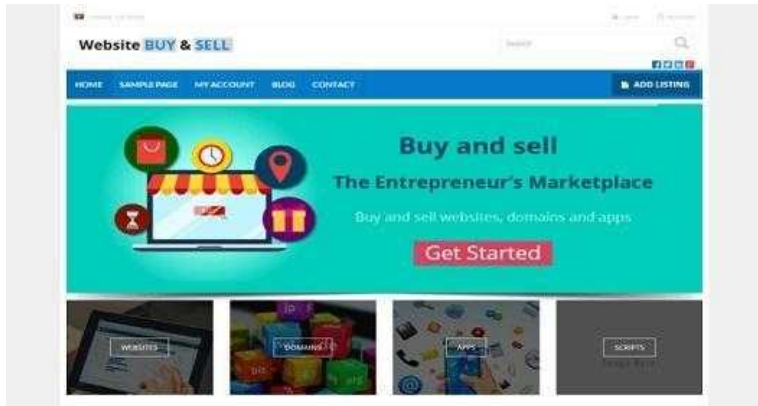 Website BUY & SELL
Search
HOME SAMPLE PAGE MY ACCOUNT BLOG CONTACT
ADD LISTING
Buy and sell
The Entrepreneur's Marketplace
Buy and sell websites, domains and apps
Get Started
WEBSITES
DOMAINS
APPS
SCRIPTS